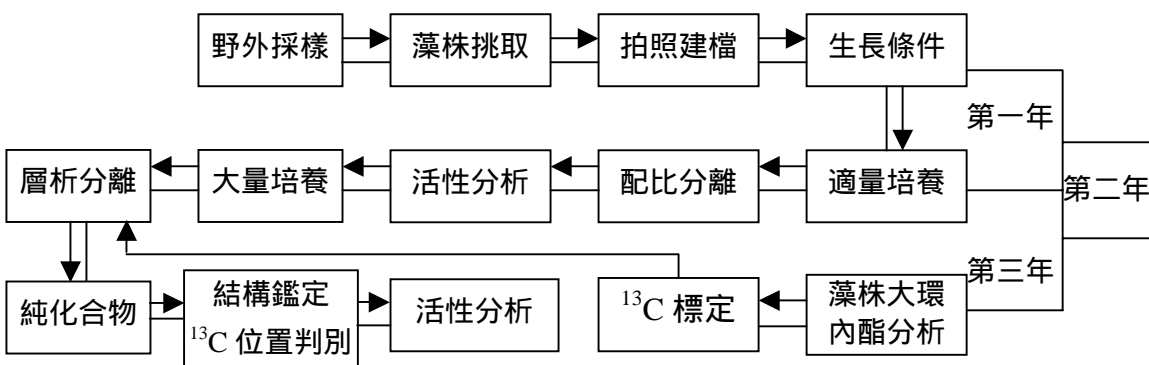 野外採樣
藻株挑取
拍照建檔
生長條件
第一年
層析分離
大量培養
活性分析
配比分離
適量培養
第二年
第三年
純化合物
結構鑑定
¹³C 位置判別
活性分析
¹³C 標定
藻株大環
內酯分析